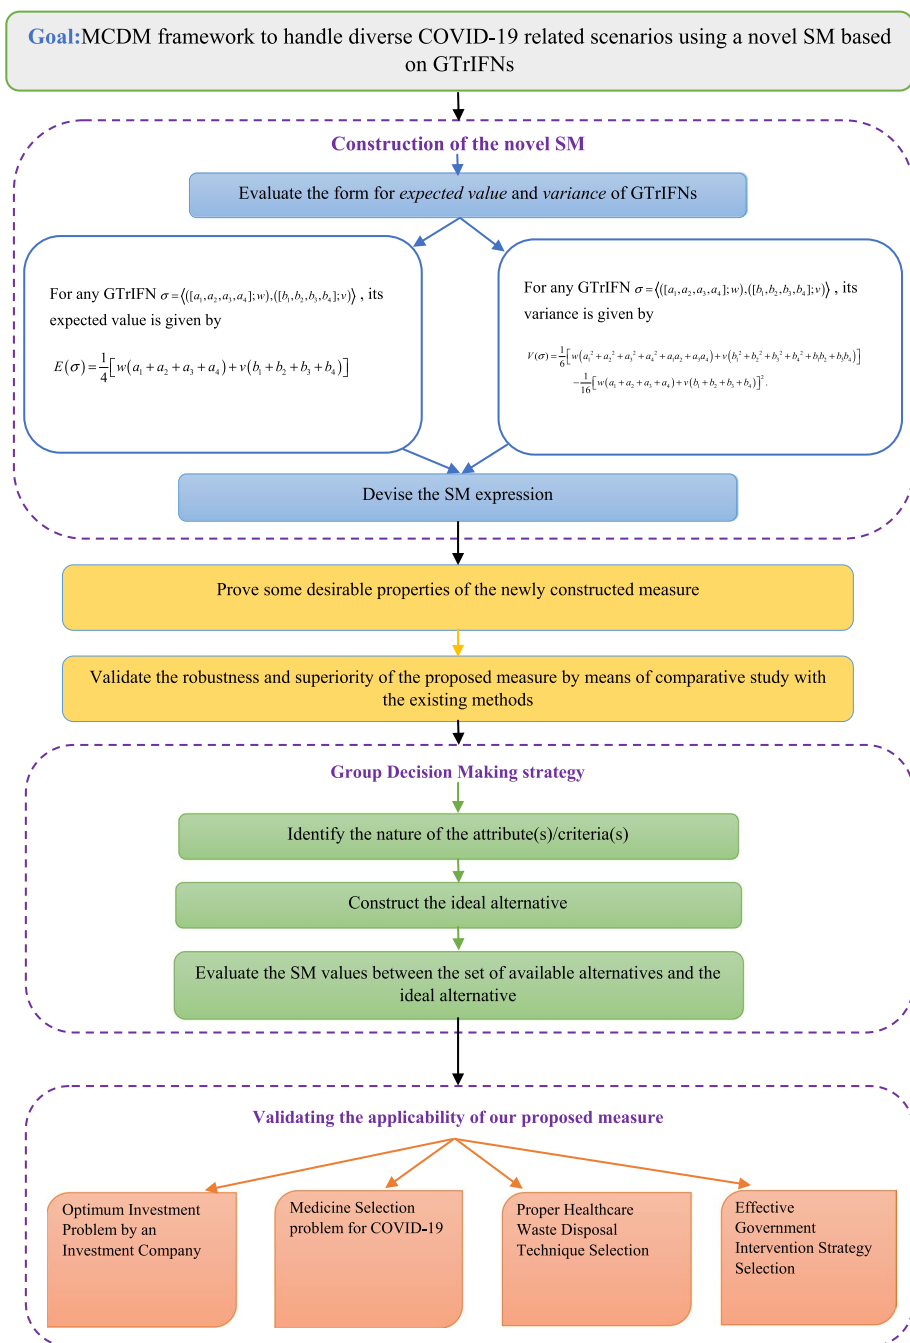 Goal:MCDM framework to handle diverse COVID-19 related scenarios using a novel SM based
on GTrIFNs
Construction of the novel SM
Evaluate the form for expected value and variance of GTrIFNs
For any GTrIFN σ = ⟨([a₁,a₂,a₃,a₄];w),([b₁,b₂,b₃,b₄];v)⟩ , its
expected value is given by
E(σ) = 1/4[w(a₁ + a₂ + a₃ + a₄) + v(b₁ + b₂ + b₃ + b₄)]
For any GTrIFN σ = ⟨([a₁,a₂,a₃,a₄];w),([b₁,b₂,b₃,b₄];v)⟩ , its
variance is given by
V(σ) = 1/6[w(a₁² + a₂² + a₃² + a₄² + a₁a₂ + a₃a₄) + v(b₁² + b₂² + b₃² + b₄² + b₁b₂ + b₃b₄)]
− 1/16[w(a₁ + a₂ + a₃ + a₄) + v(b₁ + b₂ + b₃ + b₄)]².
Devise the SM expression
Prove some desirable properties of the newly constructed measure
Validate the robustness and superiority of the proposed measure by means of comparative study with
the existing methods
Group Decision Making strategy
Identify the nature of the attribute(s)/criteria(s)
Construct the ideal alternative
Evaluate the SM values between the set of available alternatives and the
ideal alternative
Validating the applicability of our proposed measure
Optimum Investment
Problem by an
Investment Company
Medicine Selection
problem for COVID-19
Proper Healthcare
Waste Disposal
Technique Selection
Effective
Government
Intervention Strategy
Selection